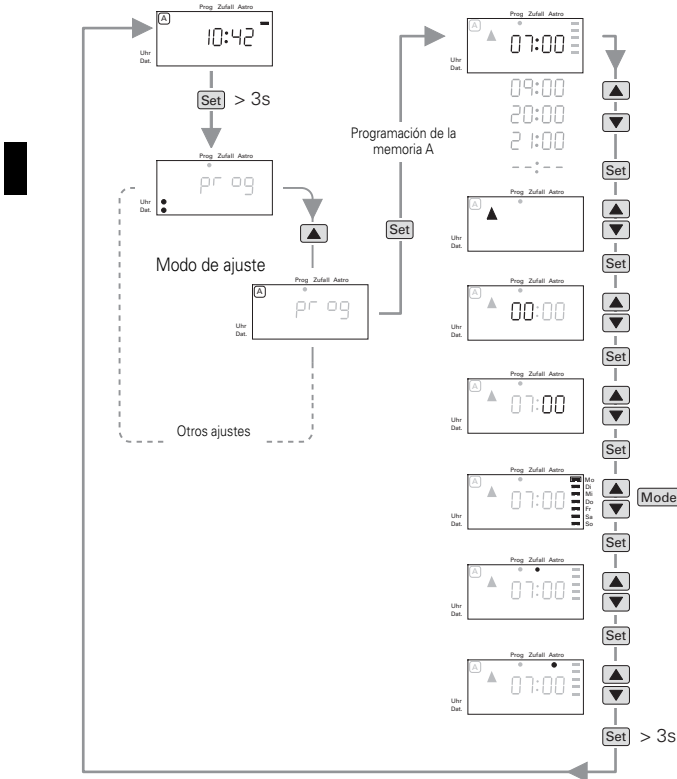 Prog Zufall Astro
A
10:42
Uhr
Dat.
Set > 3s
Prog Zufall Astro
prog
Uhr
Dat.
Modo de ajuste
Prog Zufall Astro
A
prog
Uhr
Dat.
Otros ajustes
Set
Programación de la
memoria A
Prog Zufall Astro
A
07:00
Uhr
Dat.
09:00
20:00
21:00
--:--
Set
Prog Zufall Astro
A
Uhr
Dat.
Set
Prog Zufall Astro
A
00:00
Uhr
Dat.
Set
Prog Zufall Astro
A
07:00
Uhr
Dat.
Set
Prog Zufall Astro
A
07:00
Mo
Di
Mi
Do
Fr
Sa
So
Uhr
Dat.
Mode
Set
Prog Zufall Astro
A
07:00
Uhr
Dat.
Set
Prog Zufall Astro
A
07:00
Uhr
Dat.
Set > 3s